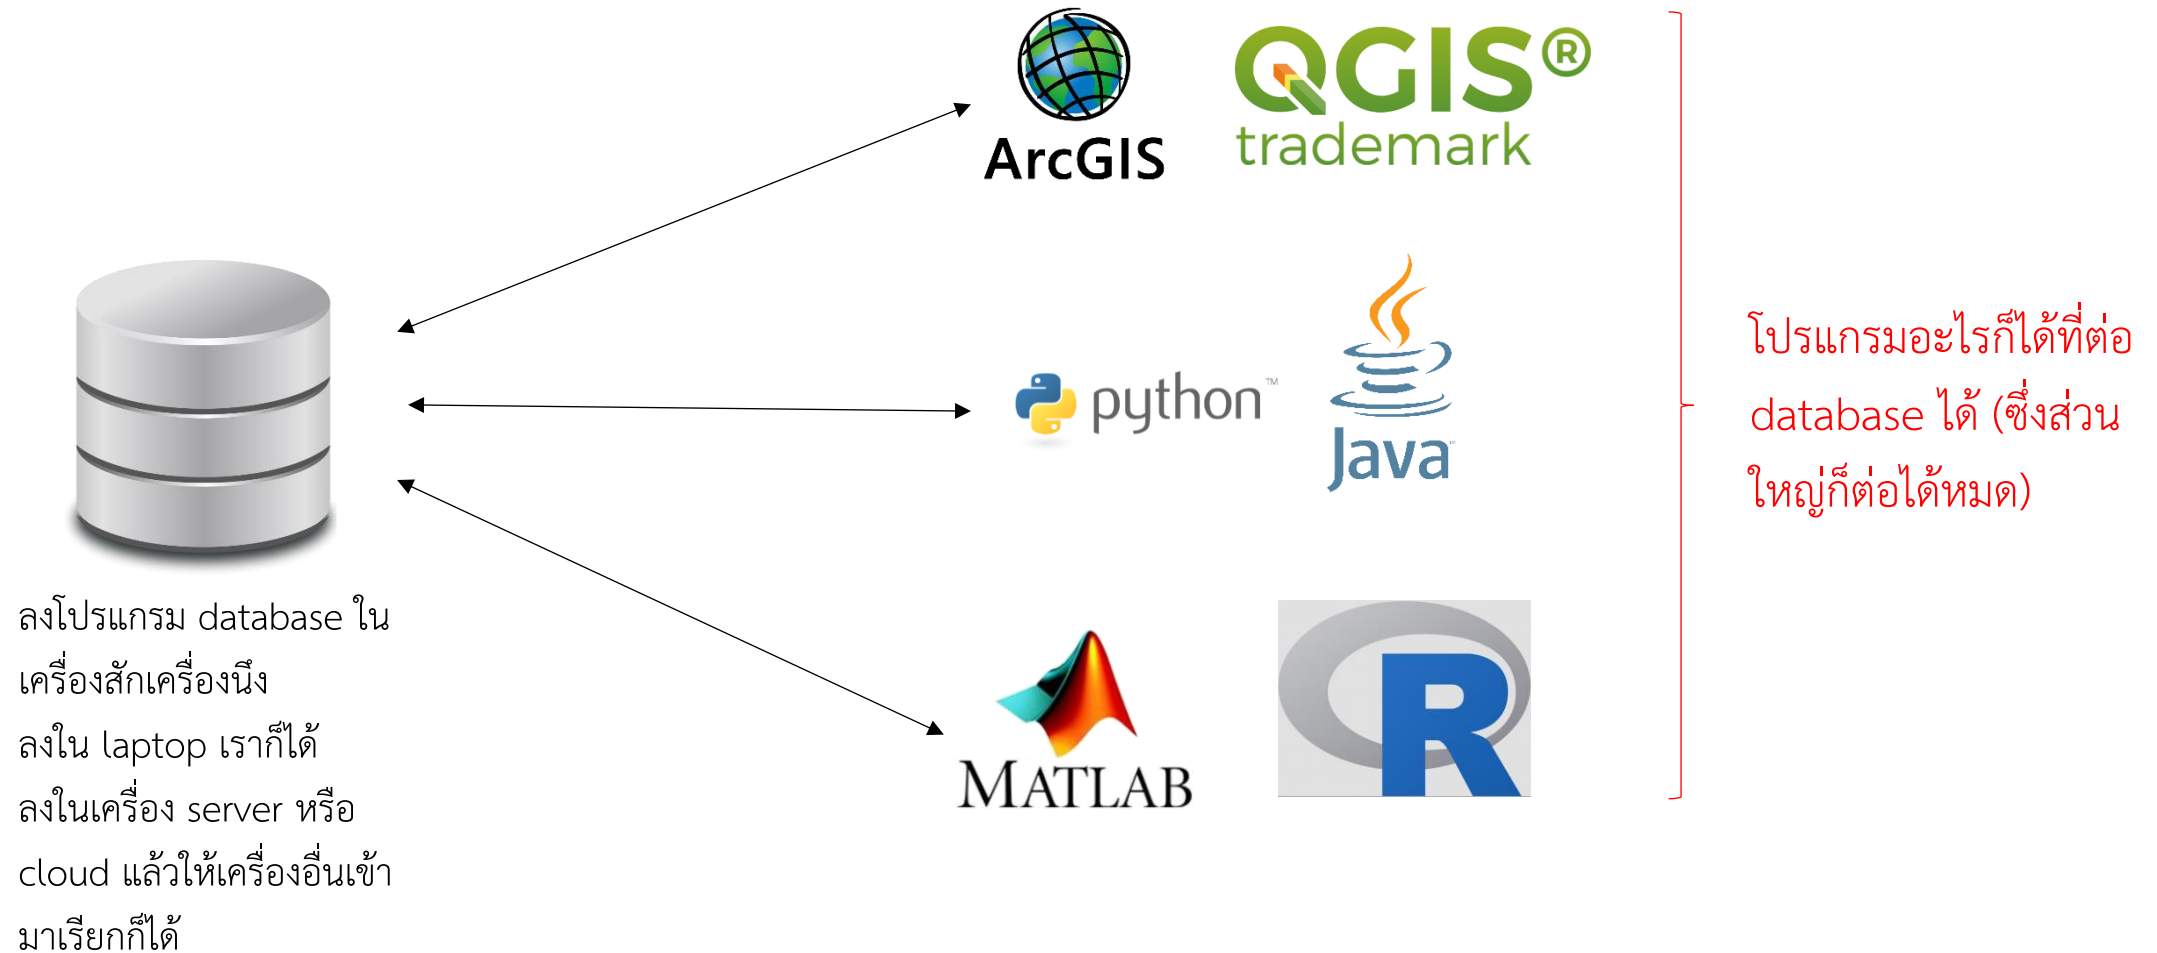 ArcGIS
QGIS®
trademark
python™
Java
MATLAB
R
โปรแกรมอะไรก็ได้ที่ต่อ
database ได้ (ซึ่งส่วน
ใหญ่ก็ต่อได้หมด)
ลงโปรแกรม database ใน
เครื่องสักเครื่องนึง
ลงใน laptop เราก็ได้
ลงในเครื่อง server หรือ
cloud แล้วให้เครื่องอื่นเข้า
มาเรียกก็ได้